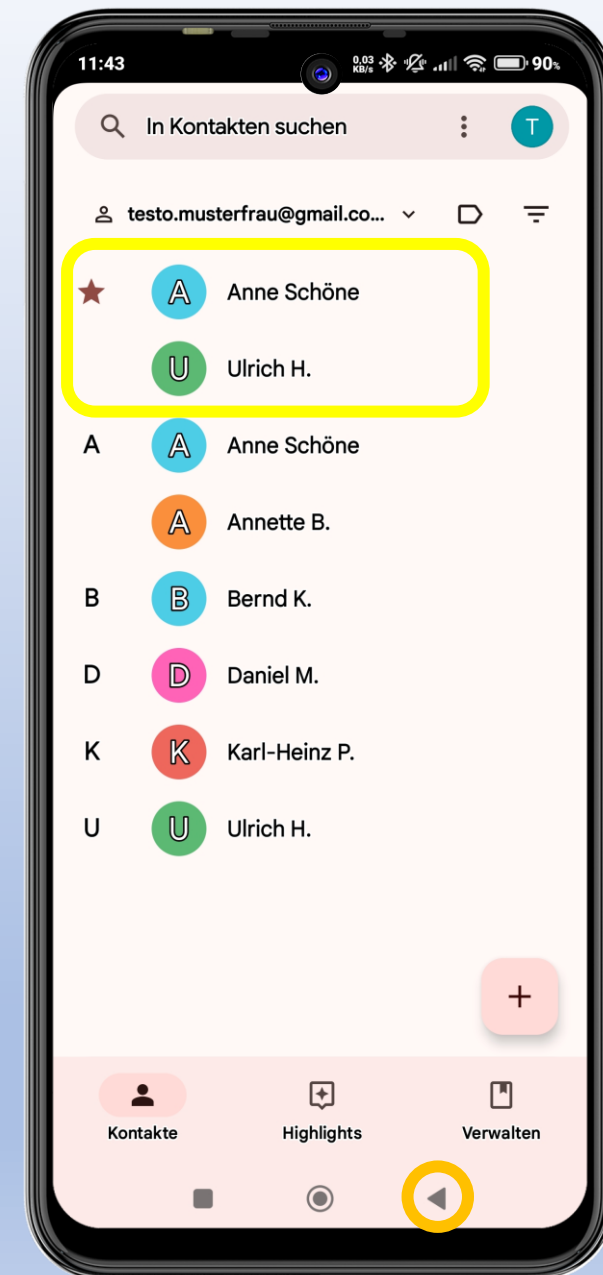 11:43 0,03 KB/s 90%
In Kontakten suchen T
testo.musterfrau@gmail.co...
A Anne Schöne
U Ulrich H.
A A Anne Schöne
A Annette B.
B B Bernd K.
D D Daniel M.
K K Karl-Heinz P.
U U Ulrich H.
+
Kontakte Highlights Verwalten